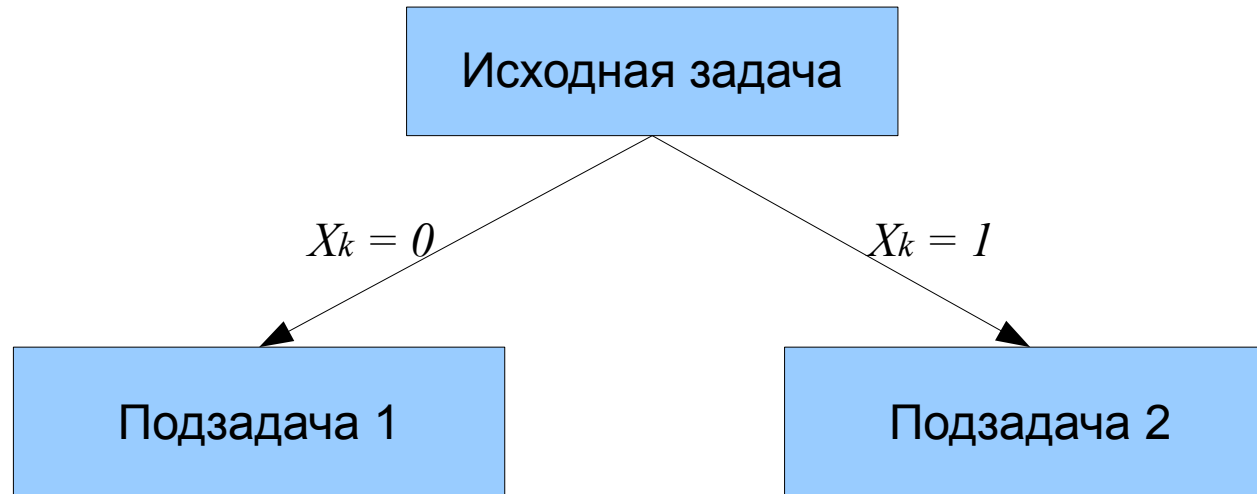 Исходная задача
Xk = 0
Xk = 1
Подзадача 1
Подзадача 2